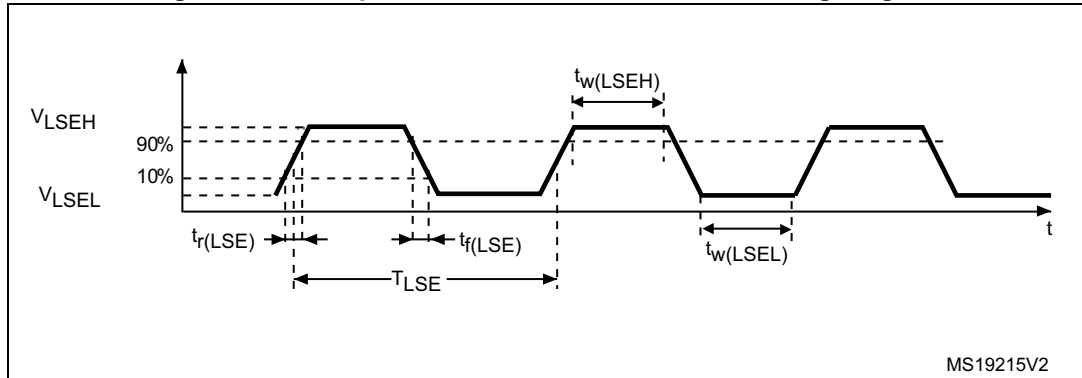 tw(LSEH)
VLSEH
90%
10%
VLSEL
t
tr(LSE)
tf(LSE)
tw(LSEL)
TLSE
MS19215V2